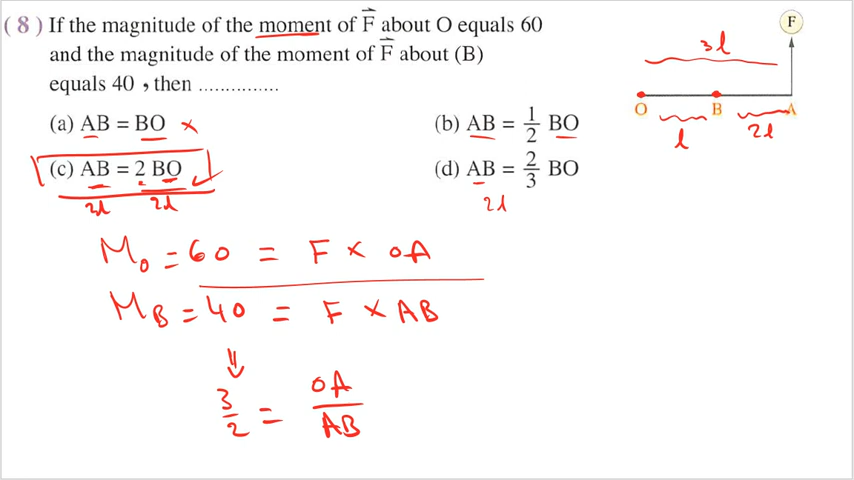 ( 8 ) If the magnitude of the moment of F about O equals 60
and the magnitude of the moment of F about (B)
equals 40 , then ...............
(a) AB = BO ×
(b) AB = 1/2 BO
(c) AB = 2 BO
2l 2l
(d) AB = 2/3 BO
2l
F
3l
O B A
l 2l
M₀ = 60 = F × OA
M_B = 40 = F × AB
⇓
3/2 = OA/AB